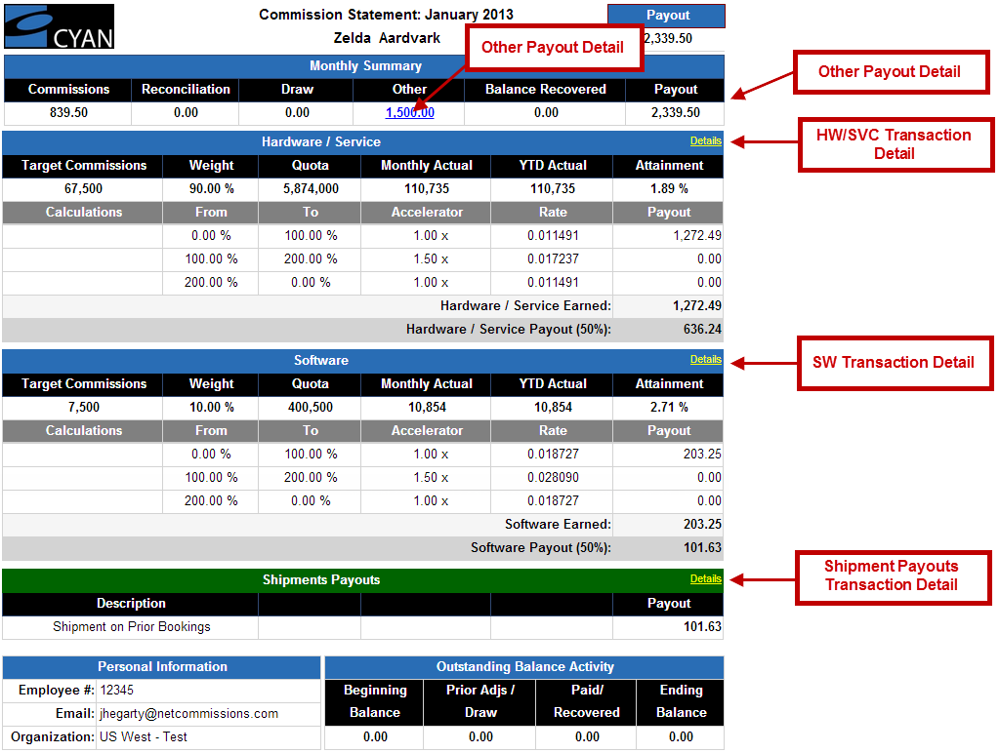 CYAN
Commission Statement: January 2013
Zelda Aardvark
Payout
2,339.50
Other Payout Detail
Monthly Summary
Commissions Reconciliation Draw Other Balance Recovered Payout
839.50 0.00 0.00 1,500.00 0.00 2,339.50
Other Payout Detail
Hardware / Service Details
HW/SVC Transaction
Detail
Target Commissions Weight Quota Monthly Actual YTD Actual Attainment
67,500 90.00 % 5,874,000 110,735 110,735 1.89 %
Calculations From To Accelerator Rate Payout
0.00 % 100.00 % 1.00 x 0.011491 1,272.49
100.00 % 200.00 % 1.50 x 0.017237 0.00
200.00 % 0.00 % 1.00 x 0.011491 0.00
Hardware / Service Earned: 1,272.49
Hardware / Service Payout (50%): 636.24
Software Details
SW Transaction Detail
Target Commissions Weight Quota Monthly Actual YTD Actual Attainment
7,500 10.00 % 400,500 10,854 10,854 2.71 %
Calculations From To Accelerator Rate Payout
0.00 % 100.00 % 1.00 x 0.018727 203.25
100.00 % 200.00 % 1.50 x 0.028090 0.00
200.00 % 0.00 % 1.00 x 0.018727 0.00
Software Earned: 203.25
Software Payout (50%): 101.63
Shipments Payouts Details
Shipment Payouts
Transaction Detail
Description Payout
Shipment on Prior Bookings 101.63
Personal Information
Employee #: 12345
Email: jhegarty@netcommissions.com
Organization: US West - Test
Outstanding Balance Activity
Beginning Balance Prior Adjs / Draw Paid/ Recovered Ending Balance
0.00 0.00 0.00 0.00